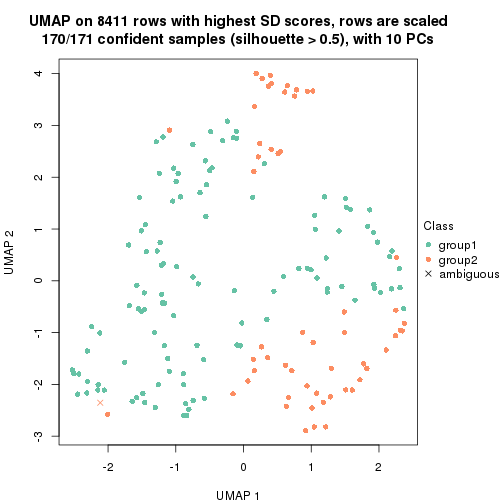 UMAP on 8411 rows with highest SD scores, rows are scaled
170/171 confident samples (silhouette > 0.5), with 10 PCs
4
3
2
1
0
-1
-2
-3
UMAP 2
-2
-1
0
1
2
UMAP 1
Class
group1
group2
ambiguous